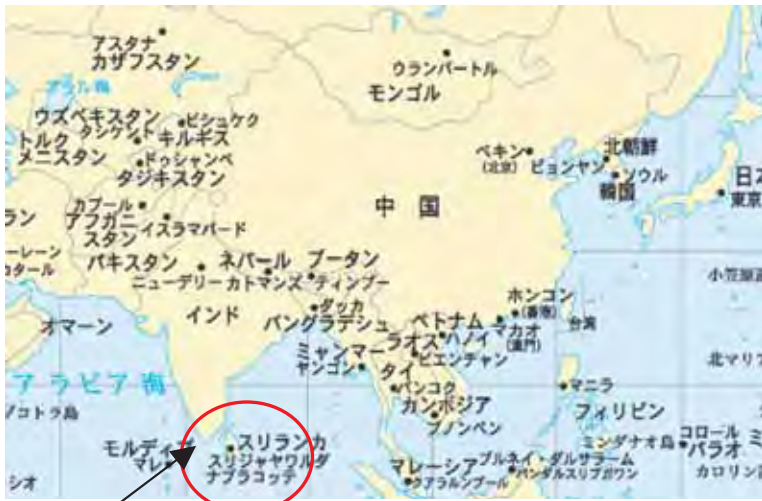 アスタナ
カザフスタン
アラル海
ウランバートル
モンゴル
ウズベキスタン
ビシュケク
タシケント
キルギス
トルク
メニスタン
ドゥシャンベ
タジキスタン
ペキン
(北京)
ピョンヤン
北朝鮮
ソウル
韓国
日本
東京
カブール
アフガニ
スタン
イスラマバード
中国
ラン
ーレーン
タール
パキスタン
ネパール
ブータン
ニューデリー
カトマンズ
ティンプー
ダッカ
インド
バングラデシュ
オマーン
ホンコン
(香港)
マカオ
(澳門)
台湾
小笠原
ベトナム
ハノイ
ラオス
ビエンチャン
ミャンマー
ヤンゴン
タイ
バンコク
カンボジア
プノンペン
マニラ
フィリピン
北マリア
アラビア海
ソコトラ島
モルディブ
マレ
スリランカ
スリジャヤワルダ
ナプラコッテ
マレーシア
クアラルンプール
ブルネイ・ダルサラーム
バンダルスリブガワン
ミンダナオ島
コロール
パラオ
ミ
カロリン
シオ